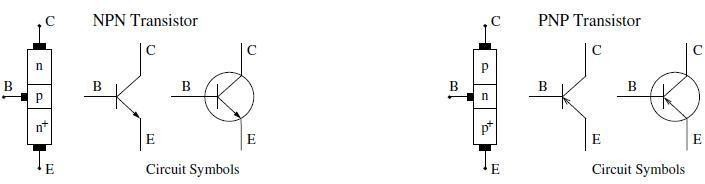 C NPN Transistor
n
p
n+
B
E
C
B
E
C
B
E
Circuit Symbols
C PNP Transistor
p
n
p+
B
E
C
B
E
C
B
E
Circuit Symbols